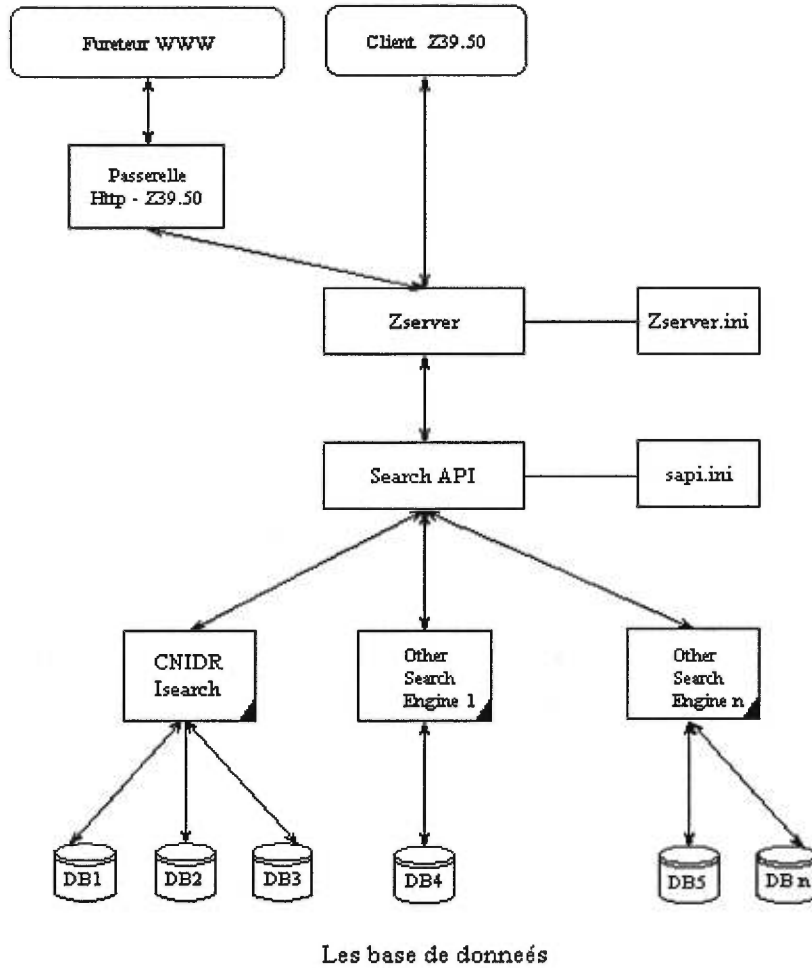 Fureteur WWW
Client Z39.50
Passerelle
Http - Z39.50
Zserver
Zserver.ini
Search API
sapi.ini
CNIDR
Isearch
Other
Search
Engine 1
Other
Search
Engine n
DB1
DB2
DB3
DB4
DB5
DB n
Les base de donneés